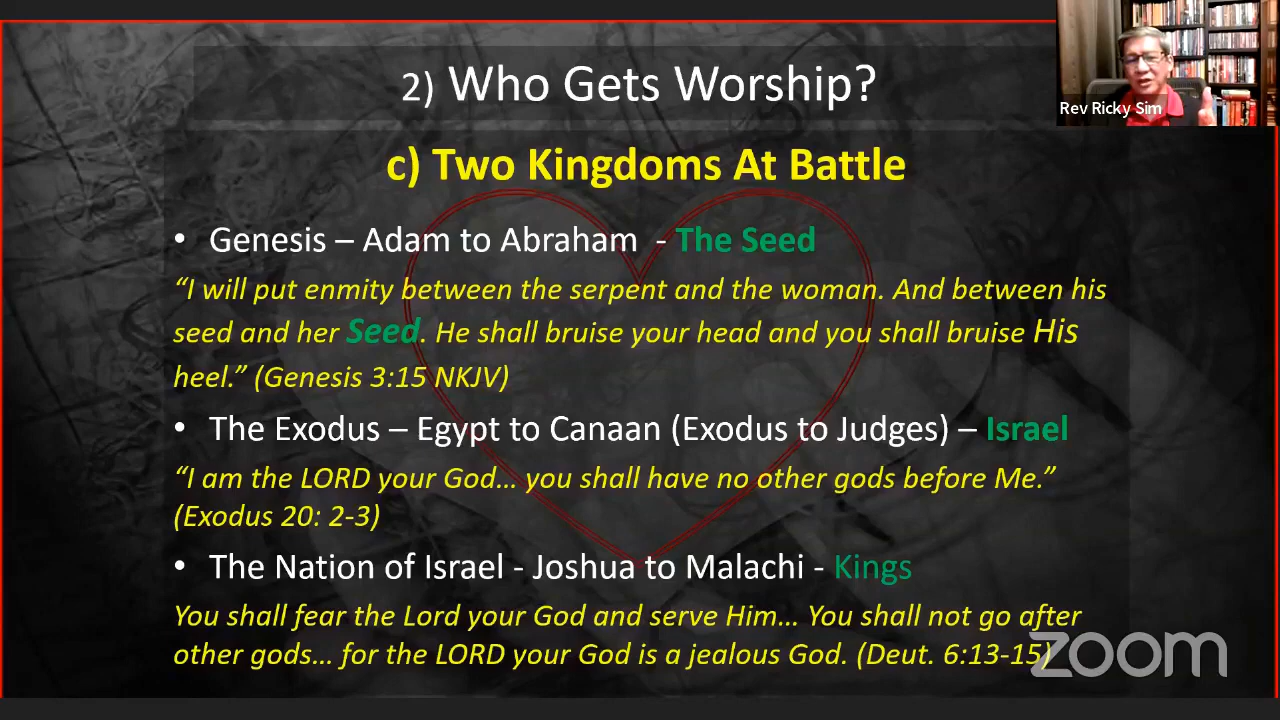 2) Who Gets Worship?
Rev Ricky Sim
c) Two Kingdoms At Battle
• Genesis – Adam to Abraham - The Seed
“I will put enmity between the serpent and the woman. And between his
seed and her Seed. He shall bruise your head and you shall bruise His
heel.” (Genesis 3:15 NKJV)
• The Exodus – Egypt to Canaan (Exodus to Judges) – Israel
“I am the LORD your God… you shall have no other gods before Me.”
(Exodus 20: 2-3)
• The Nation of Israel - Joshua to Malachi - Kings
You shall fear the Lord your God and serve Him… You shall not go after
other gods… for the LORD your God is a jealous God. (Deut. 6:13-15)
zoom